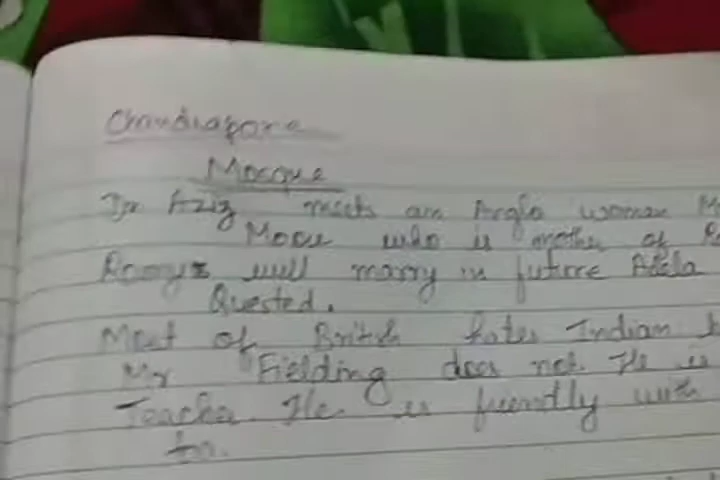 Chandrapore
Mosque
Dr Aziz meets an Anglo woman M
Moore who is mother of R
Ronny will marry in future Adela
Quested.
Most of British hates Indian b
Mr Fielding does not. He is
Teacher. He is friendly with